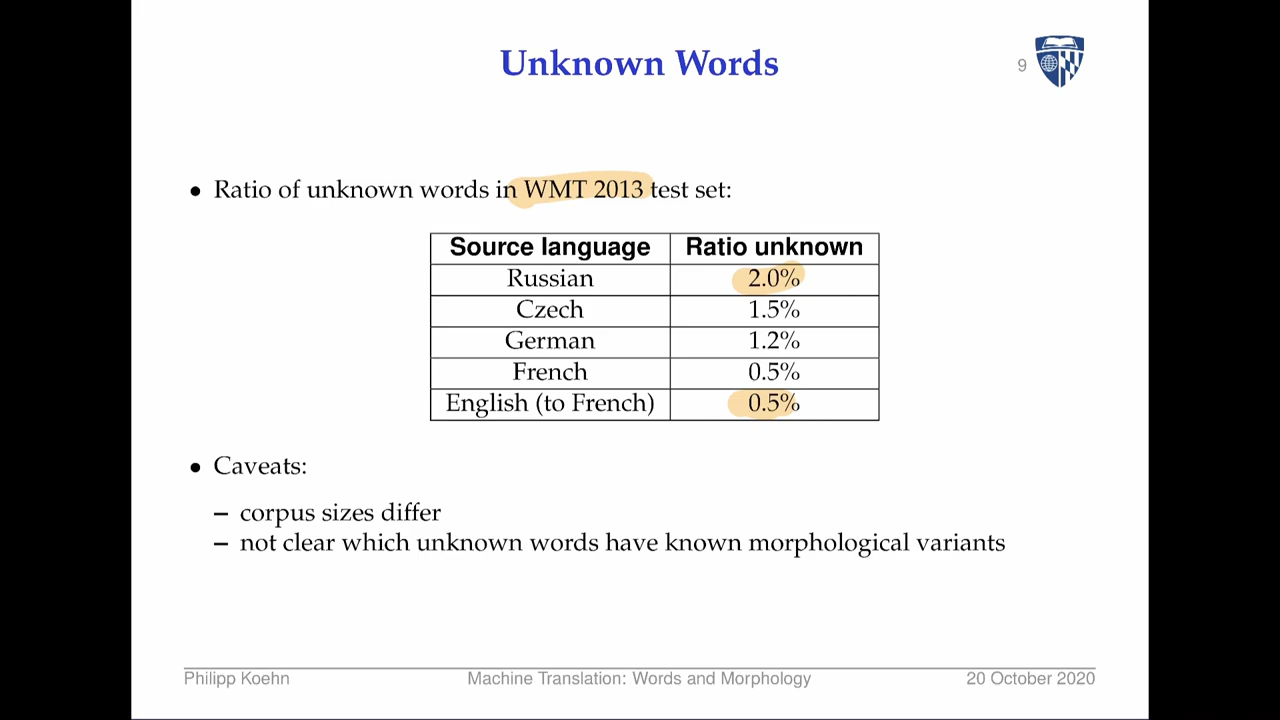 Unknown Words
9
• Ratio of unknown words in WMT 2013 test set:
Source language Ratio unknown
Russian 2.0%
Czech 1.5%
German 1.2%
French 0.5%
English (to French) 0.5%
• Caveats:
– corpus sizes differ
– not clear which unknown words have known morphological variants
Philipp Koehn Machine Translation: Words and Morphology 20 October 2020